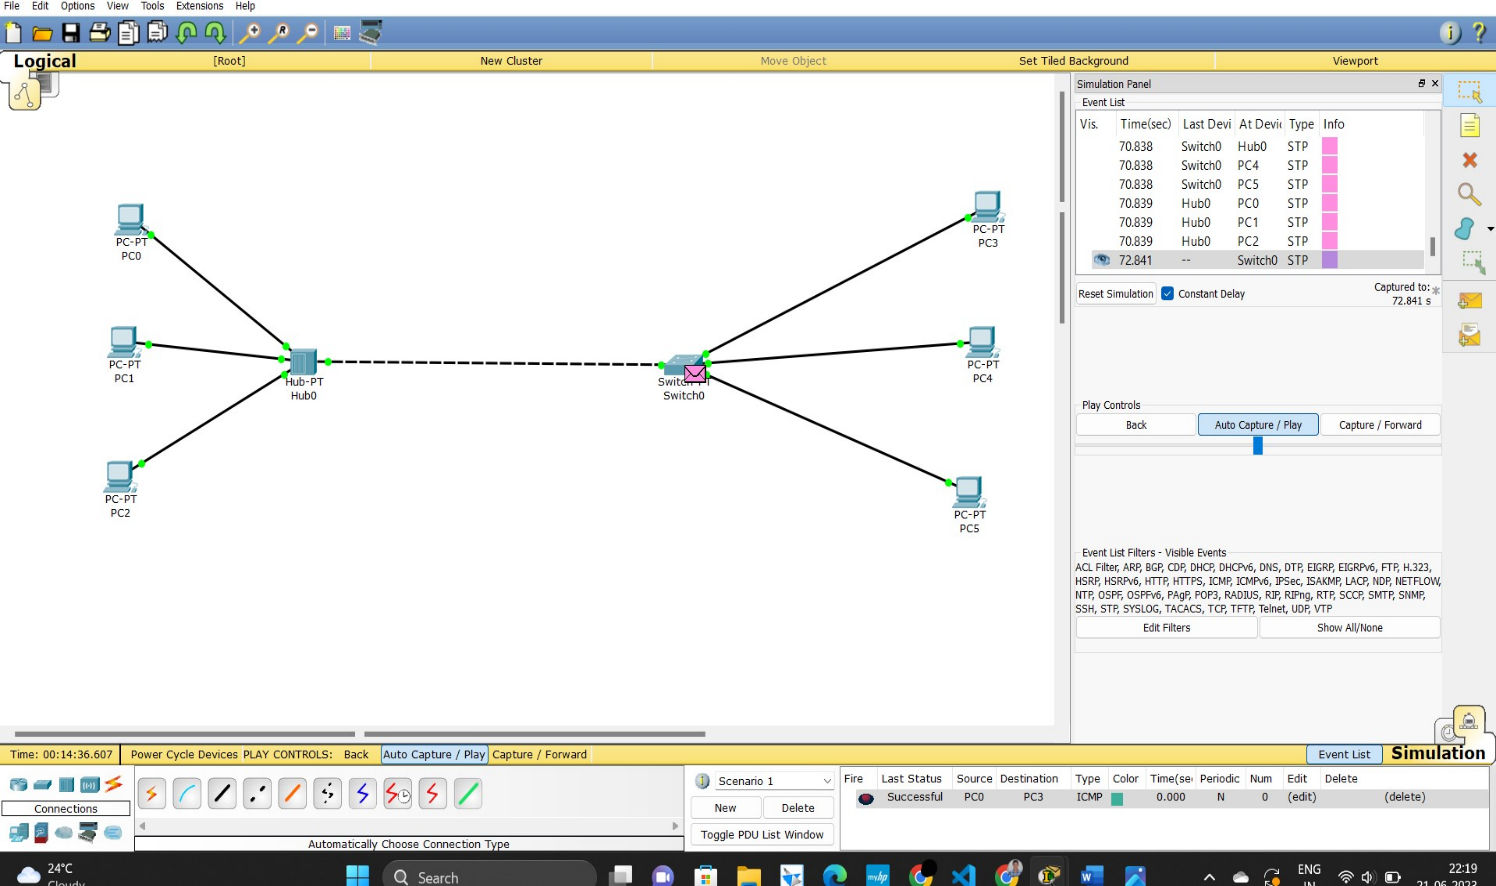 File Edit Options View Tools Extensions Help
Logical [Root] New Cluster Move Object Set Tiled Background Viewport
PC-PT
PC0
PC-PT
PC1
PC-PT
PC2
Hub-PT
Hub0
Switch0
PC-PT
PC3
PC-PT
PC4
PC-PT
PC5
Simulation Panel
Event List
Vis. Time(sec) Last Devi At Devic Type Info
70.838 Switch0 Hub0 STP
70.838 Switch0 PC4 STP
70.838 Switch0 PC5 STP
70.839 Hub0 PC0 STP
70.839 Hub0 PC1 STP
70.839 Hub0 PC2 STP
72.841 -- Switch0 STP
Reset Simulation Constant Delay Captured to: *
72.841 s
Play Controls
Back Auto Capture / Play Capture / Forward
Event List Filters - Visible Events
ACL Filter, ARP, BGP, CDP, DHCP, DHCPv6, DNS, DTP, EIGRP, EIGRPv6, FTP, H.323,
HSRP, HSRPv6, HTTP, HTTPS, ICMP, ICMPv6, IPSec, ISAKMP, LACP, NDP, NETFLOW,
NTP, OSPF, OSPFv6, PAgP, POP3, RADIUS, RIP, RIPng, RTP, SCCP, SMTP, SNMP,
SSH, STP, SYSLOG, TACACS, TCP, TFTP, Telnet, UDP, VTP
Edit Filters Show All/None
Time: 00:14:36.607 Power Cycle Devices PLAY CONTROLS: Back Auto Capture / Play Capture / Forward Event List Simulation
Connections
Automatically Choose Connection Type
Scenario 1
New Delete
Toggle PDU List Window
Fire Last Status Source Destination Type Color Time(se Periodic Num Edit Delete
Successful PC0 PC3 ICMP 0.000 N 0 (edit) (delete)
24°C
Cloudy
Search
myhp
ENG
IN
22:19
21-06-2023